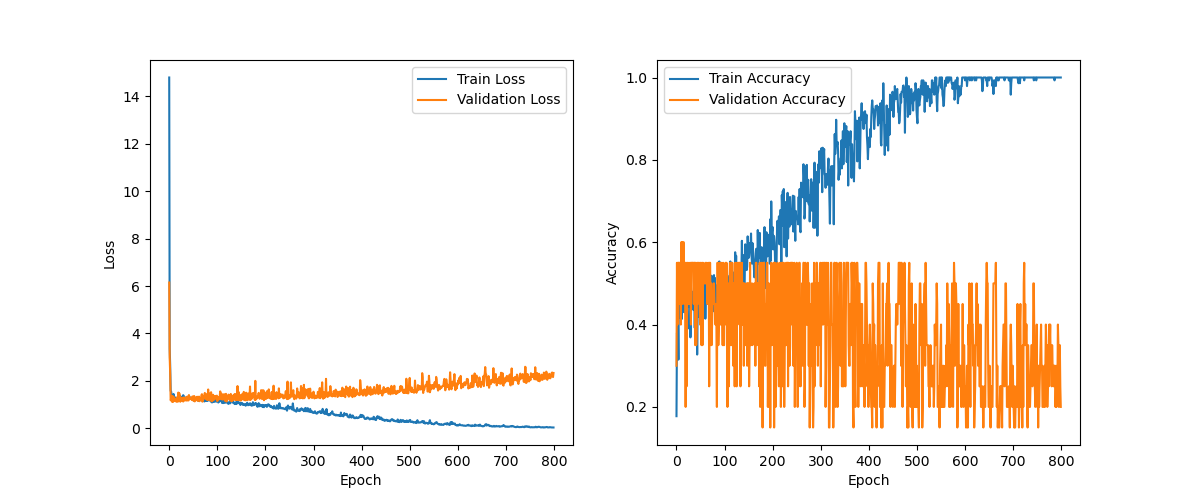 Train Loss
Validation Loss
14
12
10
8
6
4
2
0
Loss
0 100 200 300 400 500 600 700 800
Epoch
Train Accuracy
Validation Accuracy
1.0
0.8
0.6
0.4
0.2
Accuracy
0 100 200 300 400 500 600 700 800
Epoch